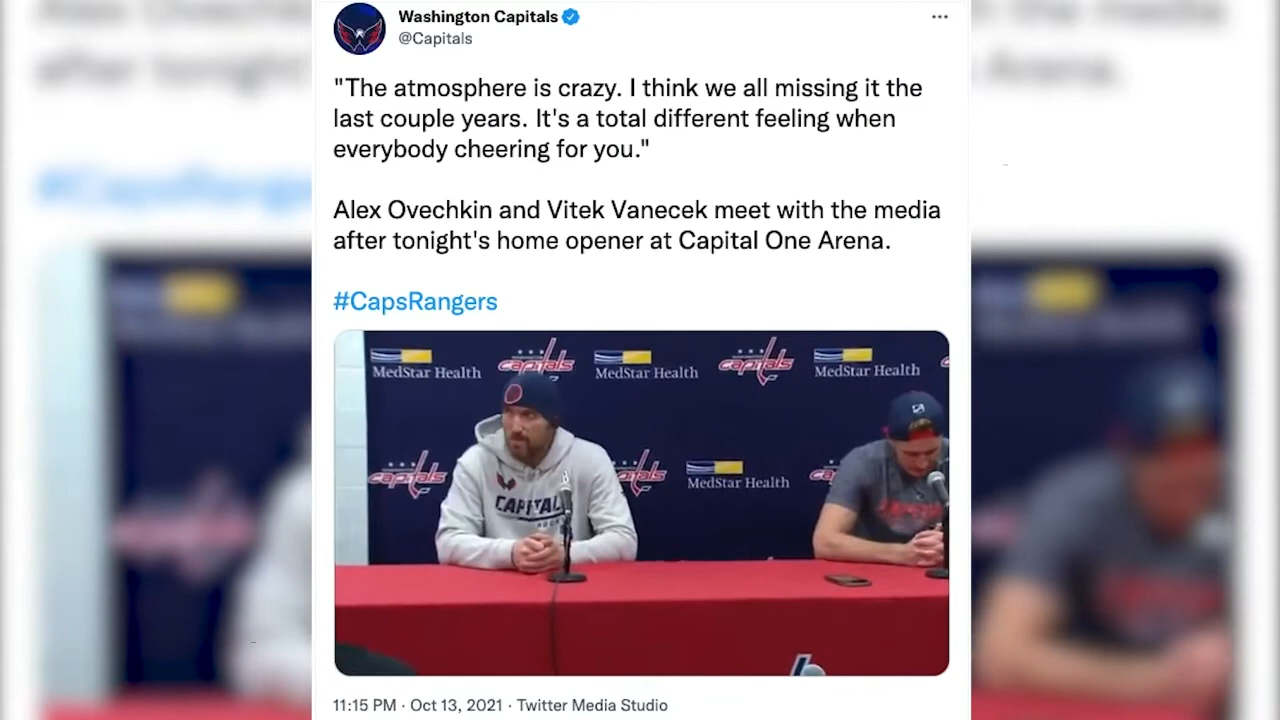 Washington Capitals
@Capitals
"The atmosphere is crazy. I think we all missing it the
last couple years. It's a total different feeling when
everybody cheering for you."
Alex Ovechkin and Vitek Vanecek meet with the media
after tonight's home opener at Capital One Arena.
#CapsRangers
MedStar Health
capitals
MedStar Health
capitals
MedStar Health
capitals
MedStar Health
CAPITAL
11:15 PM · Oct 13, 2021 · Twitter Media Studio